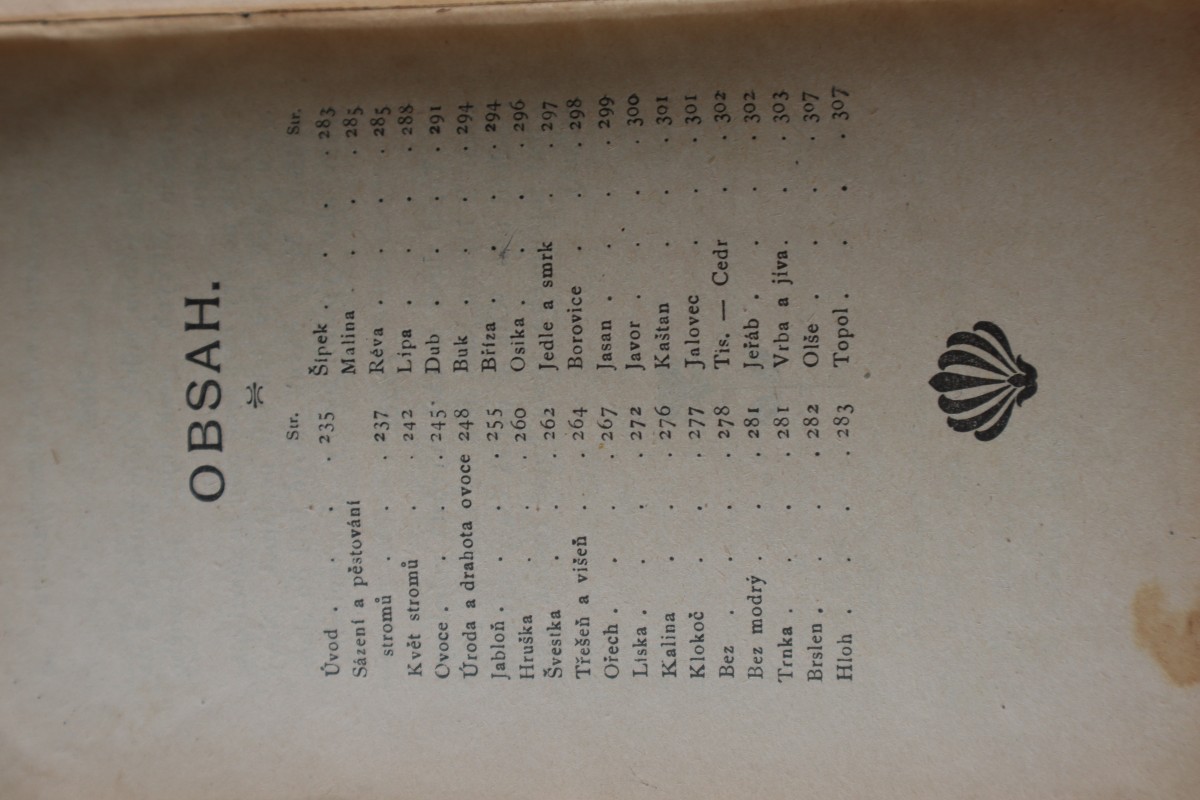 OBSAH.
Str.
Úvod . . . . . 235
Sázení a pěstování
stromů . . . . 237
Květ stromů . . 242
Ovoce . . . . 245
Úroda a drahota ovoce 248
Jabloň . . . . 255
Hruška . . . . 260
Švestka . . . . 262
Třešeň a višeň . . 264
Ořech . . . . 267
Líska . . . . 272
Kalina . . . . 276
Klokoč . . . . 277
Bez . . . . 278
Bez modrý . . . 281
Trnka . . . . 281
Brslen . . . . 282
Hloh . . . . 283
Str.
Šípek . . . . 283
Malina . . . . 285
Réva . . . . 285
Lípa . . . . 288
Dub . . . . 291
Buk . . . . 294
Bříza . . . . 294
Osika . . . . 296
Jedle a smrk . . 297
Borovice . . . 298
Jasan . . . . 299
Javor . . . . 300
Kaštan . . . 301
Jalovec . . . 301
Tis. — Cedr . . 302
Jeřáb . . . . 302
Vrba a jíva . . . 303
Olše . . . . 307
Topol . . . . 307